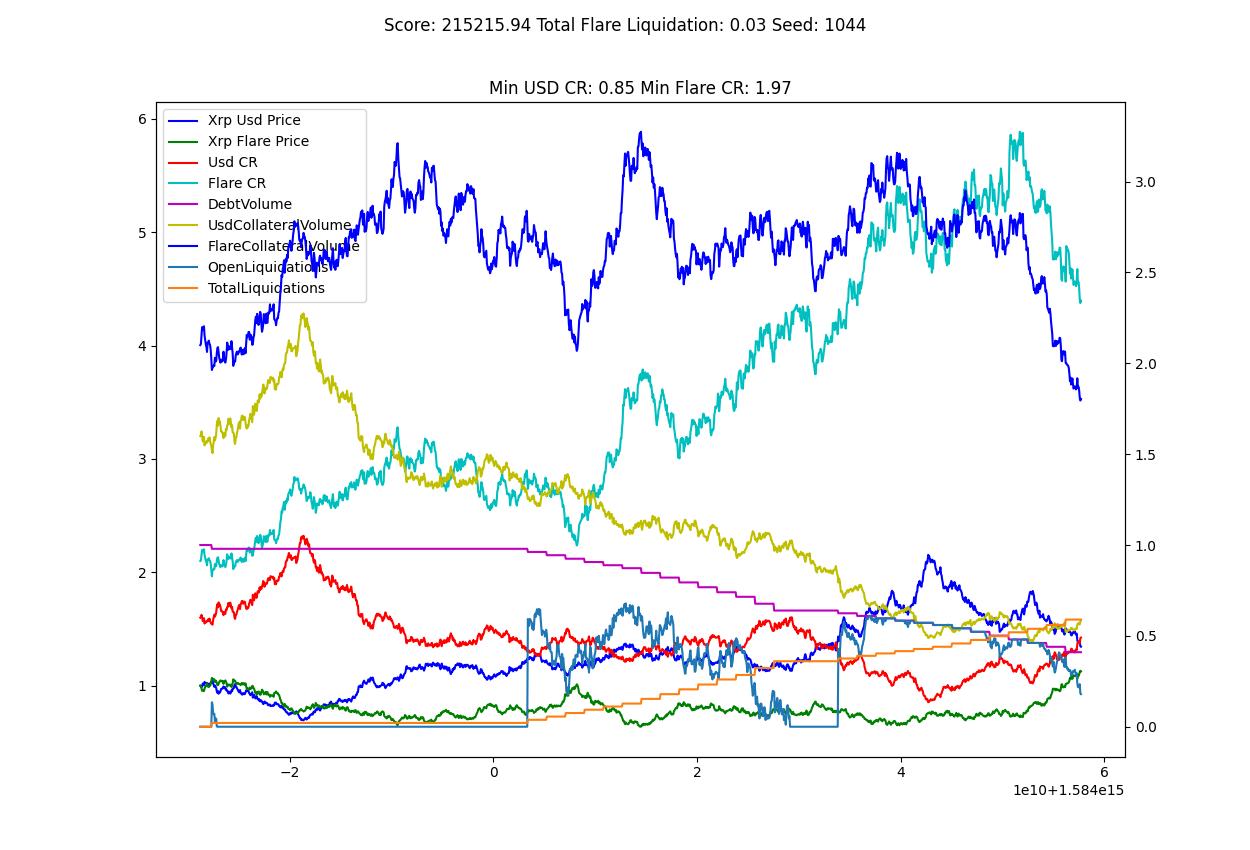 Score: 215215.94 Total Flare Liquidation: 0.03 Seed: 1044
Min USD CR: 0.85 Min Flare CR: 1.97
Xrp Usd Price
Xrp Flare Price
Usd CR
Flare CR
DebtVolume
UsdCollateralVolume
FlareCollateralVolume
OpenLiquidations
TotalLiquidations
6
5
4
3
2
1
3.0
2.5
2.0
1.5
1.0
0.5
0.0
−2 0 2 4 6
1e10+1.584e15